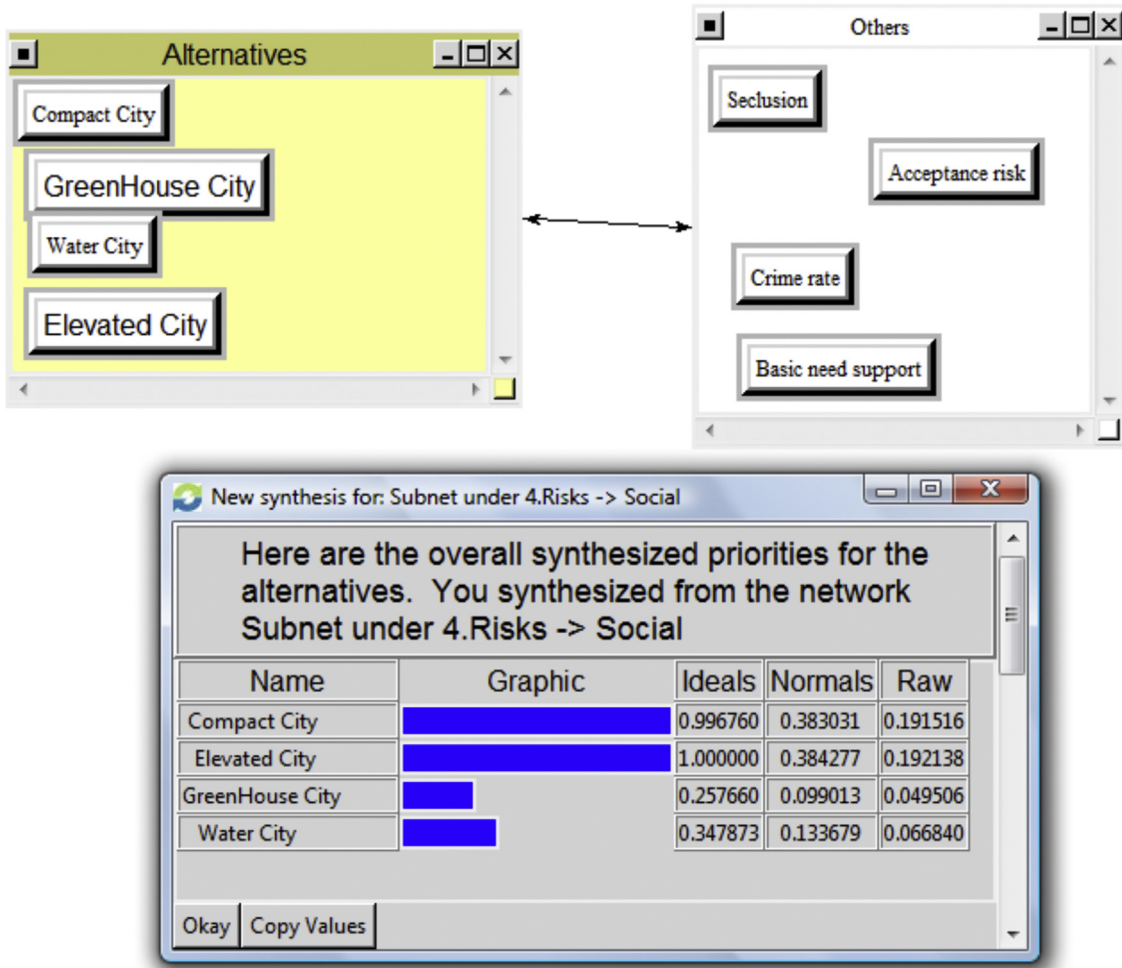 Alternatives
Compact City
GreenHouse City
Water City
Elevated City
Others
Seclusion
Acceptance risk
Crime rate
Basic need support
New synthesis for: Subnet under 4.Risks -> Social
Here are the overall synthesized priorities for the
alternatives. You synthesized from the network
Subnet under 4.Risks -> Social
Name Graphic Ideals Normals Raw
Compact City 0.996760 0.383031 0.191516
Elevated City 1.000000 0.384277 0.192138
GreenHouse City 0.257660 0.099013 0.049506
Water City 0.347873 0.133679 0.066840
Okay Copy Values